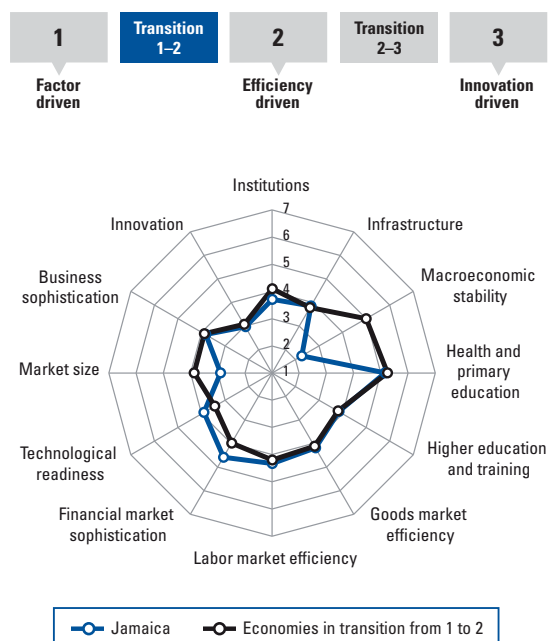 1
Transition
1–2
2
Transition
2–3
3
Factor
driven
Efficiency
driven
Innovation
driven
Institutions
Infrastructure
Macroeconomic
stability
Health and
primary
education
Higher education
and training
Goods market
efficiency
Labor market efficiency
Financial market
sophistication
Technological
readiness
Market size
Business
sophistication
Innovation
7
6
5
4
3
2
1
Jamaica
Economies in transition from 1 to 2